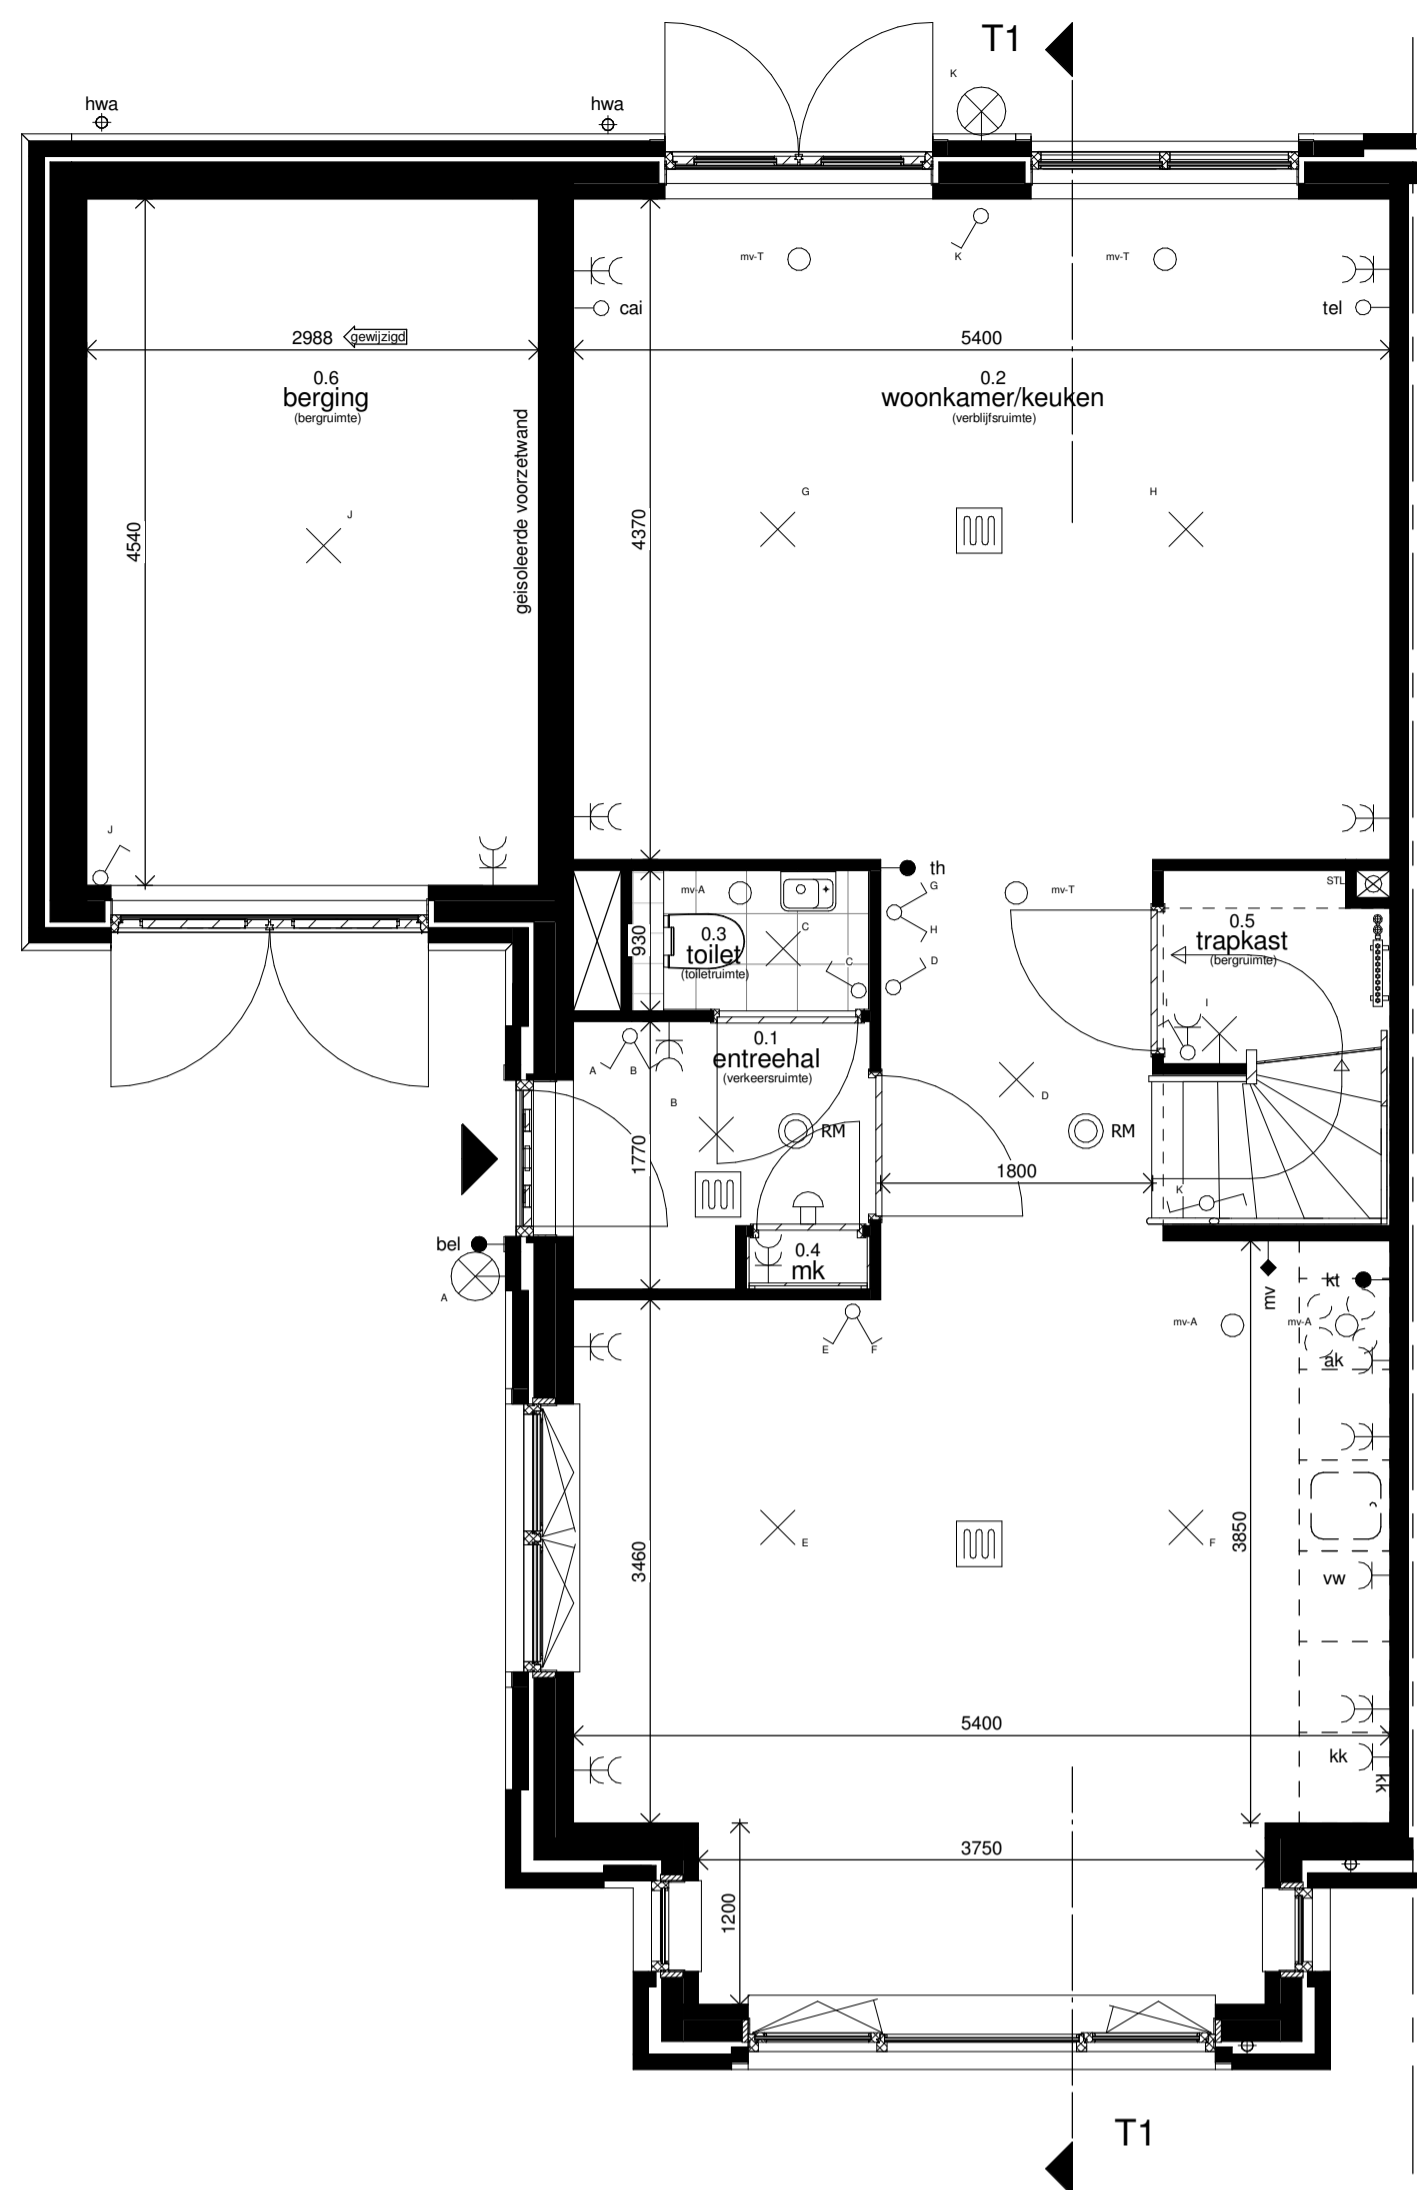 T1
K
hwa
hwa
K
mv-T
mv-T
cai
tel
2988
gewijzigd
5400
0.6
berging
(bergruimte)
0.2
woonkamer/keuken
(verblijfsruimte)
geisoleerde voorzetwand
J
G
H
4540
4370
J
th
mv-A
G
mv-T
STL
C
H
0.3
toilet
(toiletruimte)
930
C
D
0.5
trapkast
(bergruimte)
I
I
0.1
entreehal
(verkeersruimte)
A
B
B
D
RM
RM
1770
1800
K
bel
A
0.4
mk
mv
kt
mv-A
mv-A
E
F
ak
E
F
3460
3850
vw
5400
kk
kk
3750
1200
T1